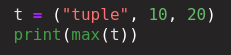 t = ("tuple", 10, 20)
print(max(t))